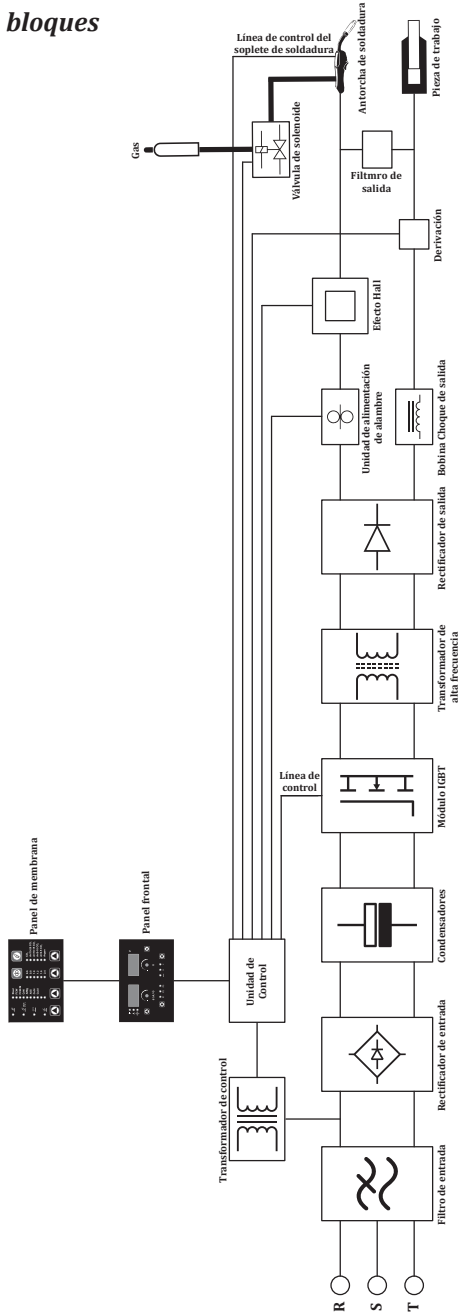 bloques
Línea de control del
soplete de soldadura
Antorcha de soldadura
Pieza de trabajo
Gas
Válvula de solenoide
Filtmro de
salida
Derivación
Efecto Hall
Unidad de alimentación
de alambre
Bobina Choque de salida
Rectificador de salida
Transformador de
alta frecuencia
Línea de
control
Módulo IGBT
Panel de membrana
Panel frontal
Unidad de
Control
Condensadores
Transformador de control
Rectificador de entrada
Filtro de entrada
R
S
T